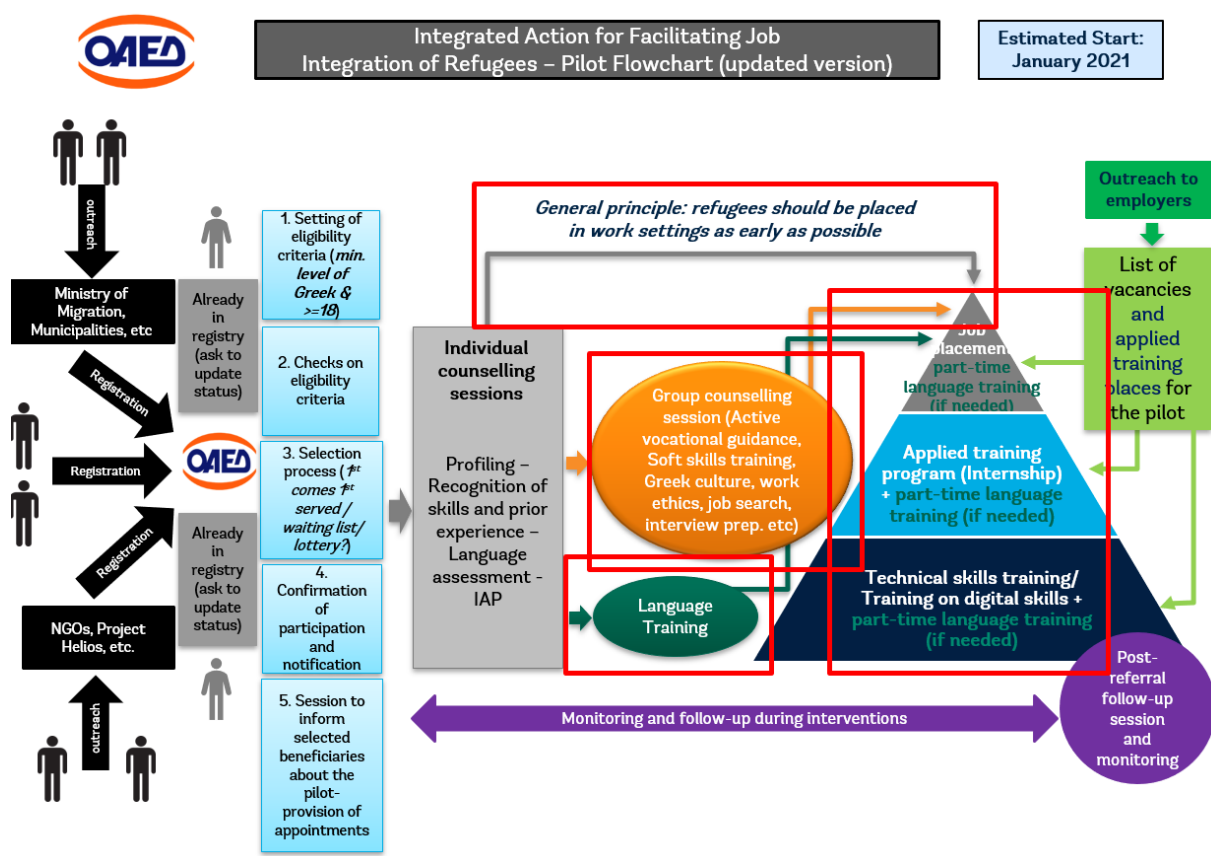 OAED
Integrated Action for Facilitating Job
Integration of Refugees – Pilot Flowchart (updated version)
Estimated Start:
January 2021
outreach
Ministry of
Migration,
Municipalities, etc
Registration
Registration
Registration
NGOs, Project
Helios, etc.
outreach
Already
in
registry
(ask to
update
status)
OAED
Already
in
registry
(ask to
update
status)
1. Setting of
eligibility
criteria (min.
level of
Greek &
>=18)
2. Checks on
eligibility
criteria
3. Selection
process (1st
comes 1st
served /
waiting list/
lottery?)
4.
Confirmation
of
participation
and
notification
5. Session to
inform
selected
beneficiaries
about the
pilot-
provision of
appointments
Individual
counselling
sessions
Profiling –
Recognition of
skills and prior
experience –
Language
assessment -
IAP
General principle: refugees should be placed
in work settings as early as possible
Group counselling
session (Active
vocational guidance,
Soft skills training,
Greek culture, work
ethics, job search,
interview prep. etc)
Language
Training
Job
placement
part-time
language training
(if needed)
Applied training
program (Internship)
+ part-time language
training (if needed)
Technical skills training/
Training on digital skills +
part-time language training
(if needed)
Outreach to
employers
List of
vacancies
and
applied
training
places for
the pilot
Monitoring and follow-up during interventions
Post-
referral
follow-up
session
and
monitoring